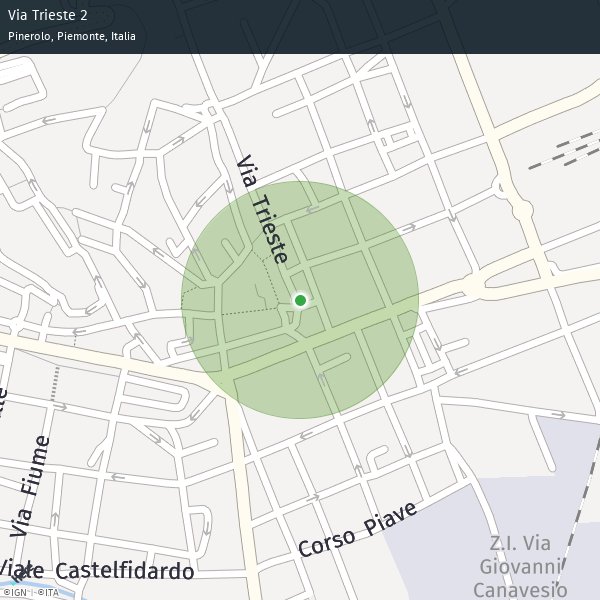 Via Trieste 2
Pinerolo, Piemonte, Italia
Via Trieste
Via Fiume
Corso Piave
Viale Castelfidardo
Z.I. Via
Giovanni
Canavesio
©IGN | ©ITA